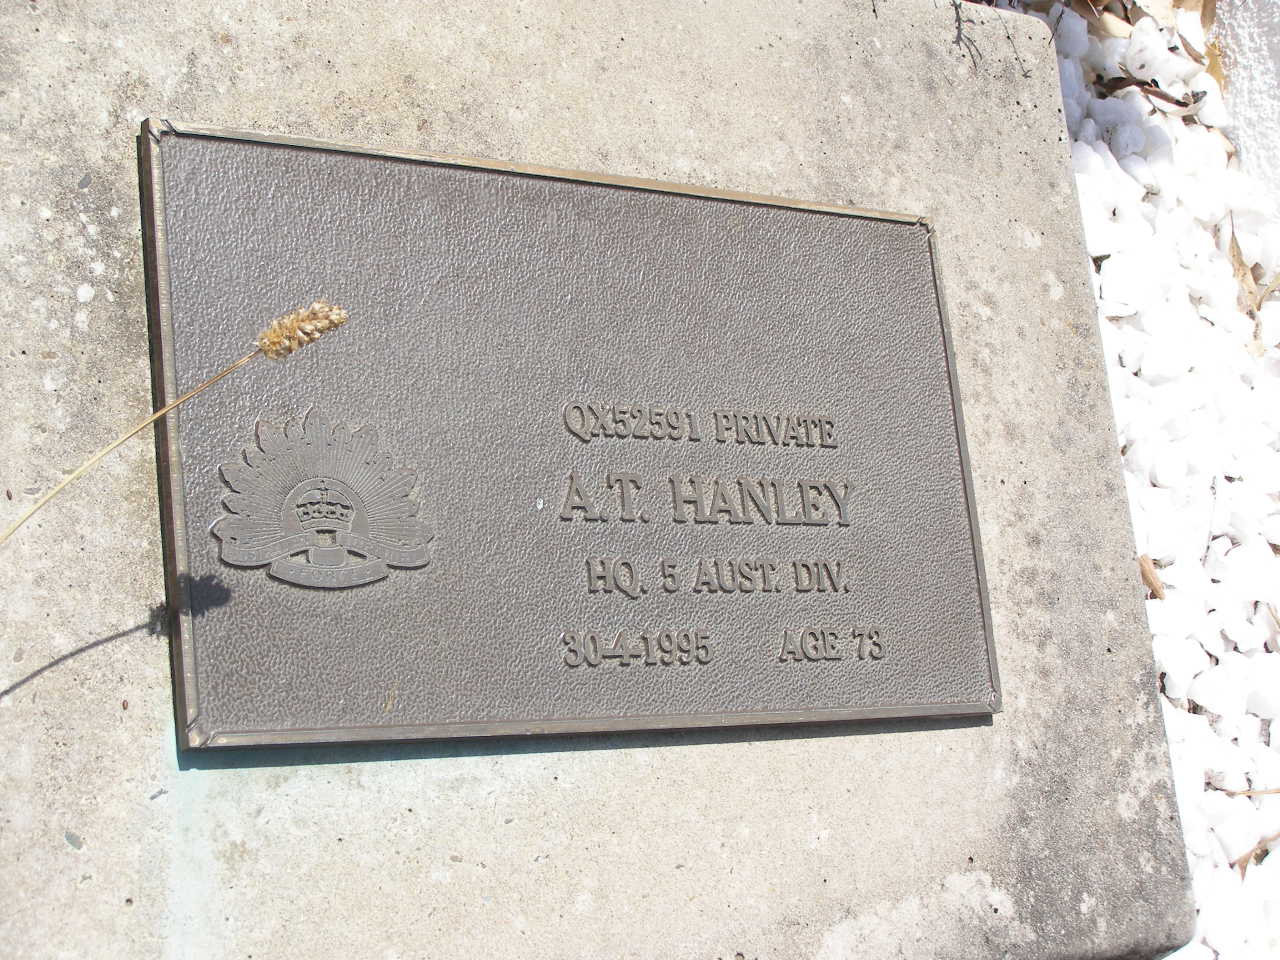 QX52591 PRIVATE
A.T. HANLEY
HQ. 5 AUST. DIV.
30-4-1995 AGE 73